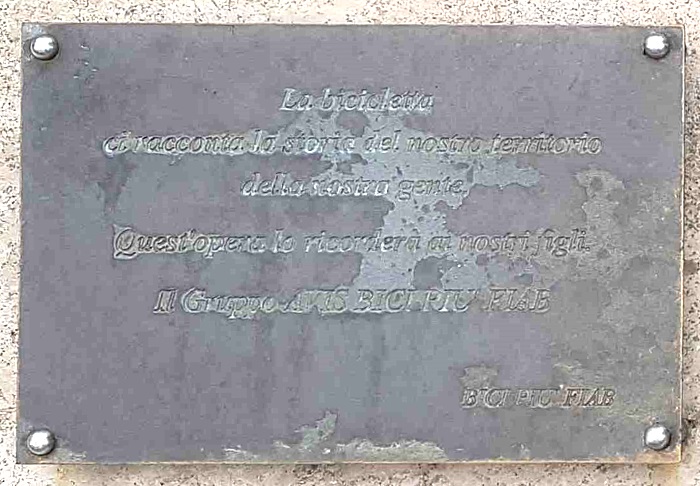 La bicicletta
ci racconta la storia del nostro territorio
della nostra gente.
Quest'opera lo ricorderà ai nostri figli.
Il Gruppo AVIS BICI PIU' FIAB
BICI PIU' FIAB